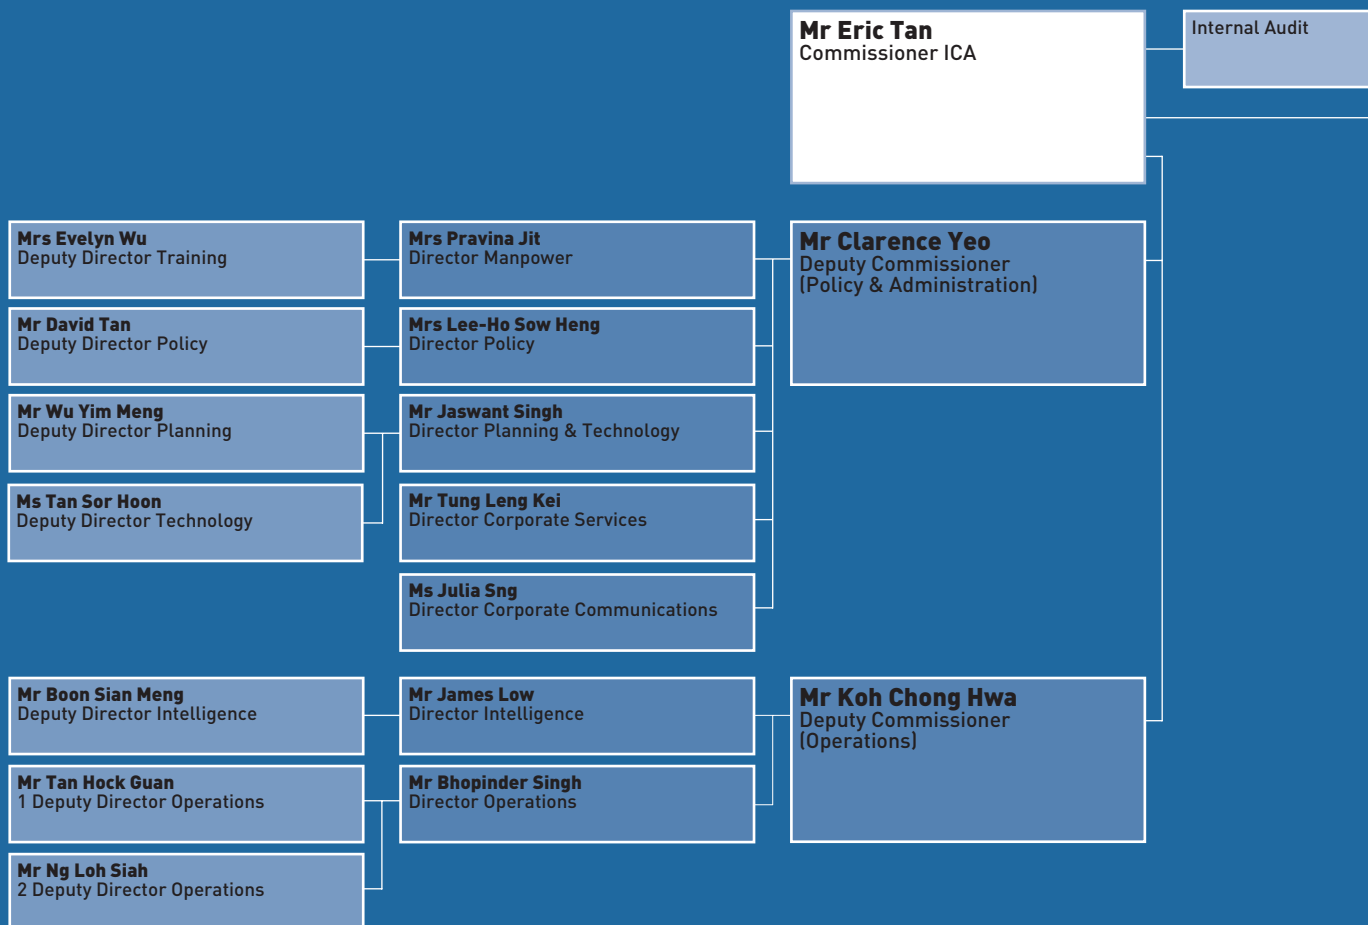 Mr Eric Tan
Commissioner ICA
Internal Audit
Mrs Evelyn Wu
Deputy Director Training
Mrs Pravina Jit
Director Manpower
Mr Clarence Yeo
Deputy Commissioner
(Policy & Administration)
Mr David Tan
Deputy Director Policy
Mrs Lee-Ho Sow Heng
Director Policy
Mr Wu Yim Meng
Deputy Director Planning
Mr Jaswant Singh
Director Planning & Technology
Ms Tan Sor Hoon
Deputy Director Technology
Mr Tung Leng Kei
Director Corporate Services
Ms Julia Sng
Director Corporate Communications
Mr Boon Sian Meng
Deputy Director Intelligence
Mr James Low
Director Intelligence
Mr Koh Chong Hwa
Deputy Commissioner
(Operations)
Mr Tan Hock Guan
1 Deputy Director Operations
Mr Bhopinder Singh
Director Operations
Mr Ng Loh Siah
2 Deputy Director Operations